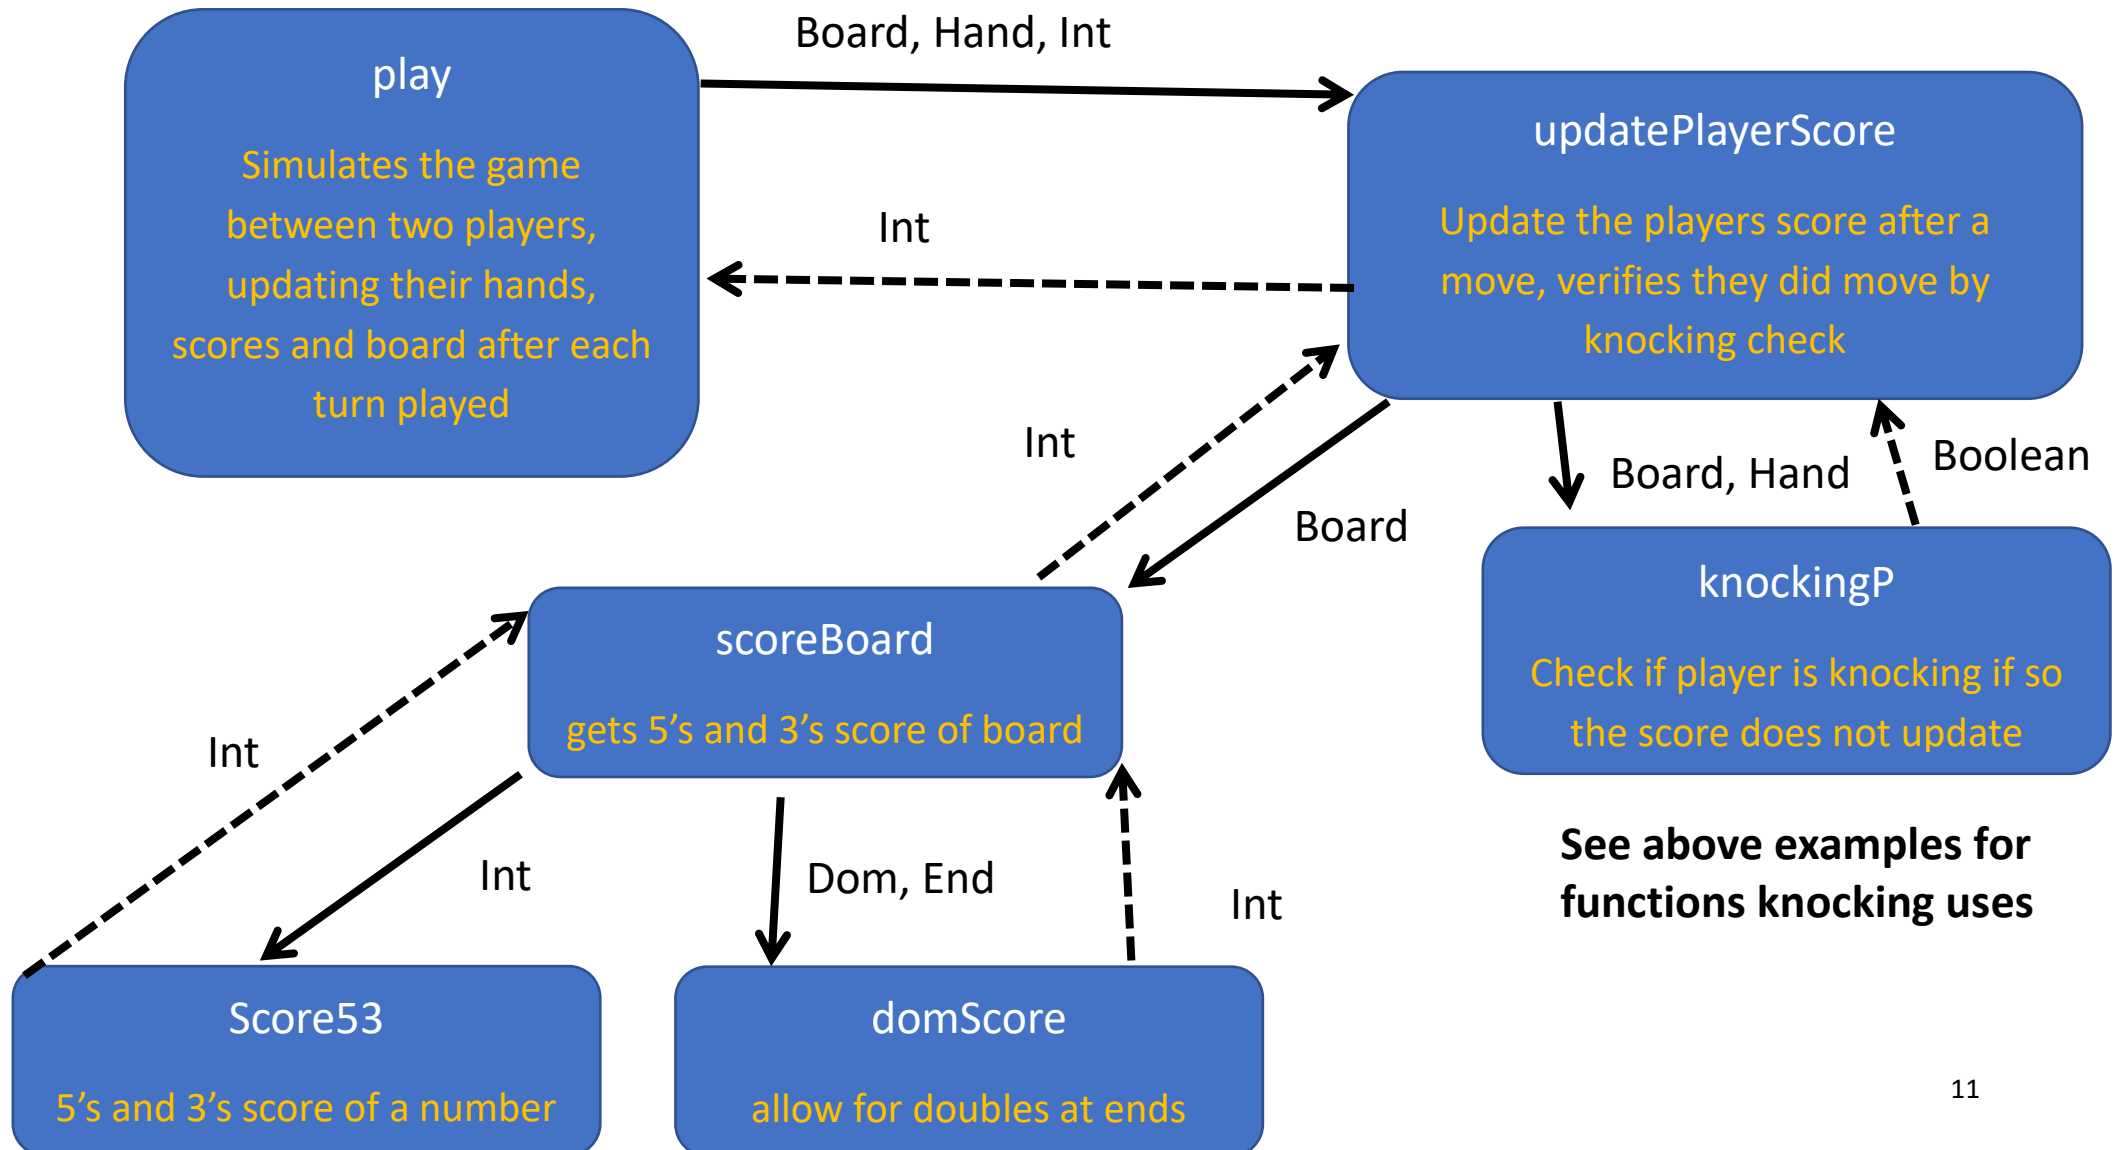 Board, Hand, Int
play
Simulates the game
between two players,
updating their hands,
scores and board after each
turn played
Int
updatePlayerScore
Update the players score after a
move, verifies they did move by
knocking check
Int
Board
Board, Hand
Boolean
knockingP
Check if player is knocking if so
the score does not update
scoreBoard
gets 5’s and 3’s score of board
Int
Int
Dom, End
Int
See above examples for
functions knocking uses
Score53
5’s and 3’s score of a number
domScore
allow for doubles at ends
11